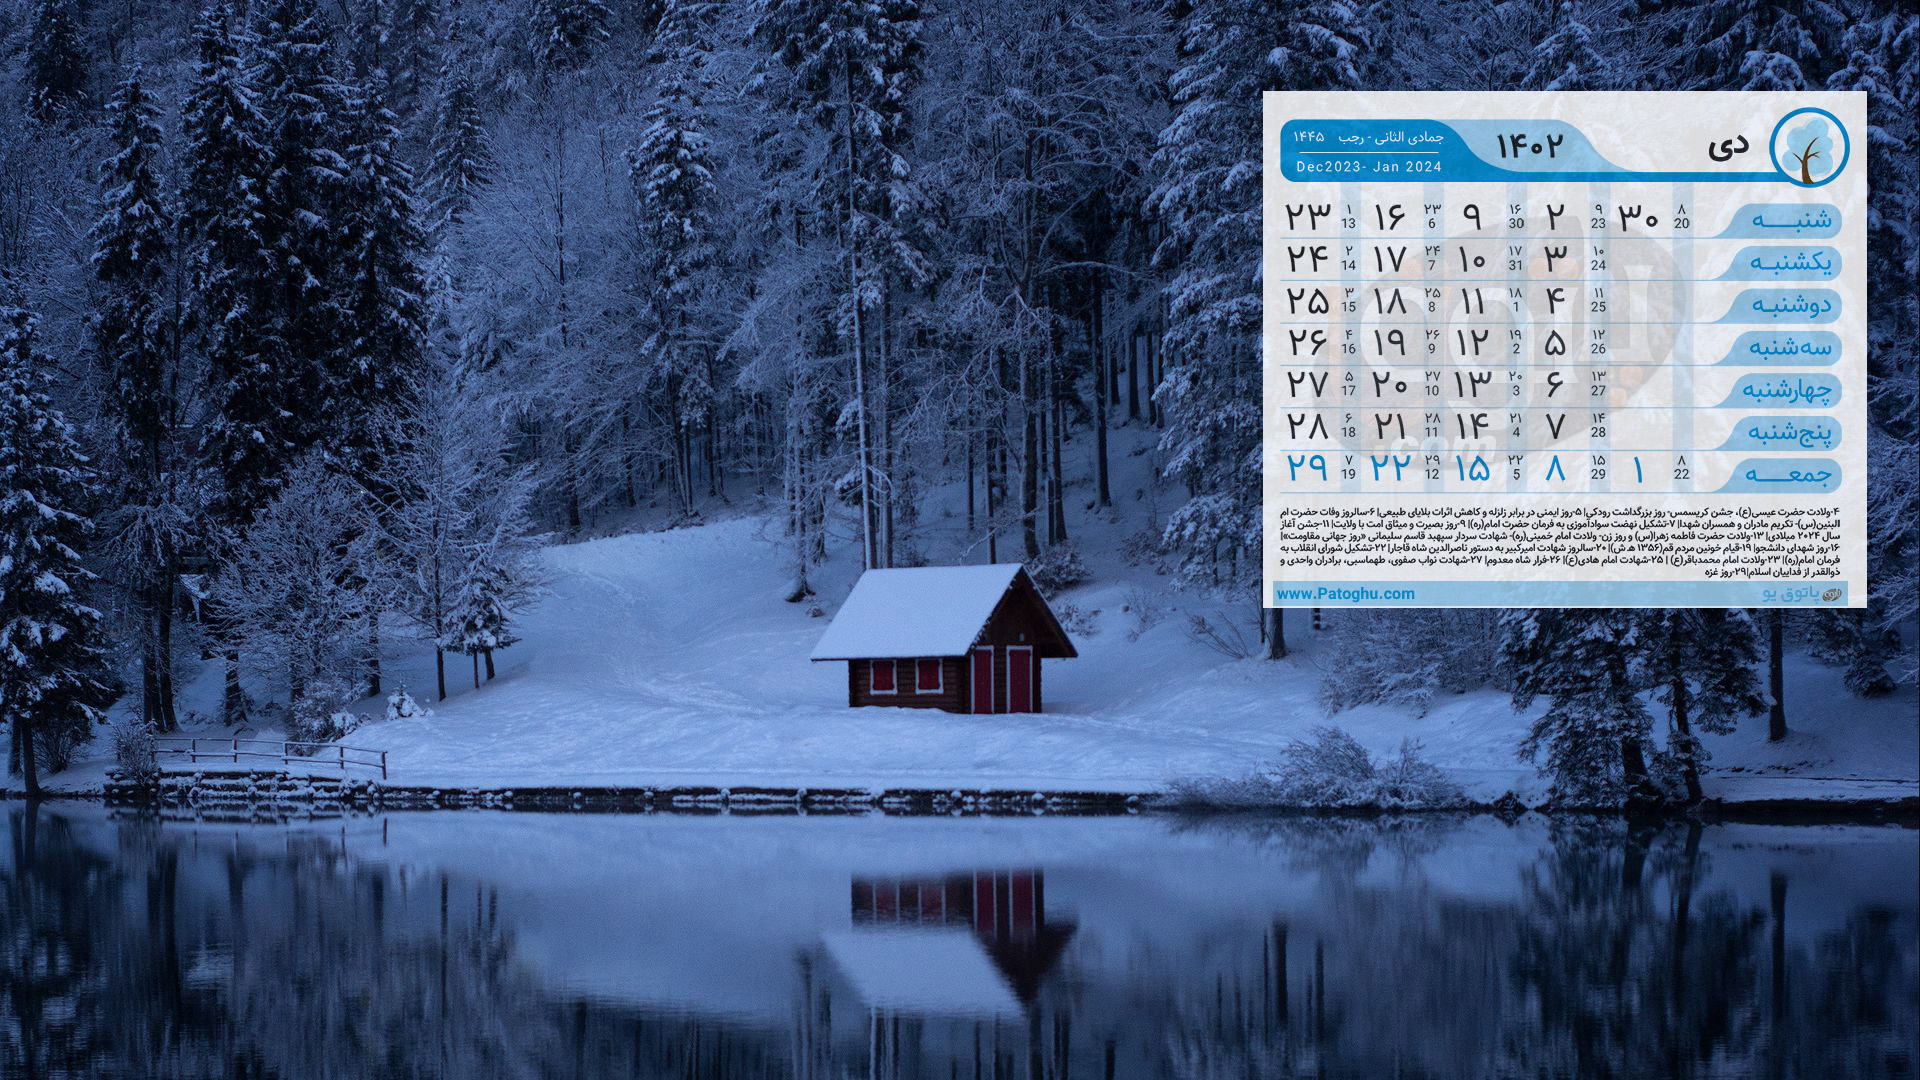 دی
۱۴۰۲
جمادی الثانی - رجب ۱۴۴۵
Dec2023- Jan 2024
شنبه ۳۰ ۸ 20 ۲ ۹ 23 ۹ ۱۶ 30 ۱۶ ۲۳ 6 ۲۳ ۱ 13
یکشنبه ۳ ۱۰ 24 ۱۰ ۱۷ 31 ۱۷ ۲۴ 7 ۲۴ ۲ 14
دوشنبه ۴ ۱۱ 25 ۱۱ ۱۸ 1 ۱۸ ۲۵ 8 ۲۵ ۳ 15
سه‌شنبه ۵ ۱۲ 26 ۱۲ ۱۹ 2 ۱۹ ۲۶ 9 ۲۶ ۴ 16
چهارشنبه ۶ ۱۳ 27 ۱۳ ۲۰ 3 ۲۰ ۲۷ 10 ۲۷ ۵ 17
پنج‌شنبه ۷ ۱۴ 28 ۱۴ ۲۱ 4 ۲۱ ۲۸ 11 ۲۸ ۶ 18
جمعه ۱ ۸ 22 ۸ ۱۵ 29 ۱۵ ۲۲ 5 ۲۲ ۲۹ 12 ۲۹ ۷ 19
۴-ولادت حضرت عیسی(ع)، جشن کریسمس- روز بزرگداشت رودکی| ۵-روز ایمنی در برابر زلزله و کاهش اثرات بلایای طبیعی| ۶-سالروز وفات حضرت ام
البنین(س)- تکریم مادران و همسران شهدا| ۷-تشکیل نهضت سوادآموزی به فرمان حضرت امام(ره)| ۹-روز بصیرت و میثاق امت با ولایت| ۱۱-جشن آغاز
سال ۲۰۲۴ میلادی| ۱۳-ولادت حضرت فاطمه زهرا(س) و روز زن- ولادت امام خمینی(ره)- شهادت سردار سپهبد قاسم سلیمانی «روز جهانی مقاومت»|
۱۶-روز شهدای دانشجو| ۱۹-قیام خونین مردم قم(۱۳۵۶ ه ش)| ۲۰-سالروز شهادت امیرکبیر به دستور ناصرالدین شاه قاجار| ۲۲-تشکیل شورای انقلاب به
فرمان امام(ره)| ۲۳-ولادت امام محمدباقر(ع) | ۲۵-شهادت امام هادی(ع)| ۲۶-فرار شاه معدوم| ۲۷-شهادت نواب صفوی، طهماسبی، برادران واحدی و
ذوالقدر از فداییان اسلام|۲۹-روز غزه
پاتوق یو
www.Patoghu.com